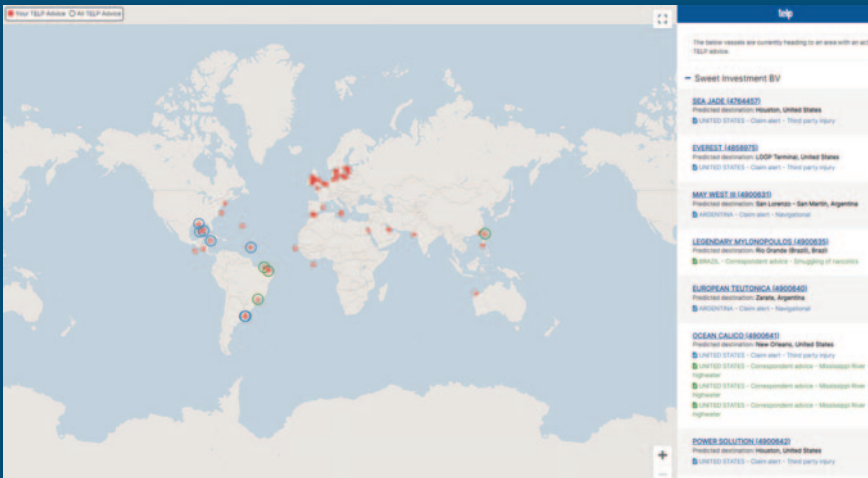 Your TELP Advice All TELP Advice
telp
The below vessels are currently heading to an area with an act
TELP advice.
− Sweet Investment BV
SEA JADE (4764457)
Predicted destination: Houston, United States
UNITED STATES - Claim alert - Third party injury
EVEREST (4858975)
Predicted destination: LOOP Terminal, United States
UNITED STATES - Claim alert - Third party injury
MAY WEST III (4900631)
Predicted destination: San Lorenzo - San Martin, Argentina
ARGENTINA - Claim alert - Navigational
LEGENDARY MYLONOPOULOS (4900635)
Predicted destination: Rio Grande (Brazil), Brazil
BRAZIL - Correspondent advice - Smuggling of narcotics
EUROPEAN TEUTONICA (4900640)
Predicted destination: Zarate, Argentina
ARGENTINA - Claim alert - Navigational
OCEAN CALICO (4900641)
Predicted destination: New Orleans, United States
UNITED STATES - Claim alert - Third party injury
UNITED STATES - Correspondent advice - Mississippi River
highwater
UNITED STATES - Correspondent advice - Mississippi River
highwater
UNITED STATES - Correspondent advice - Mississippi River
highwater
POWER SOLUTION (4900642)
Predicted destination: Houston, United States
UNITED STATES - Claim alert - Third party injury